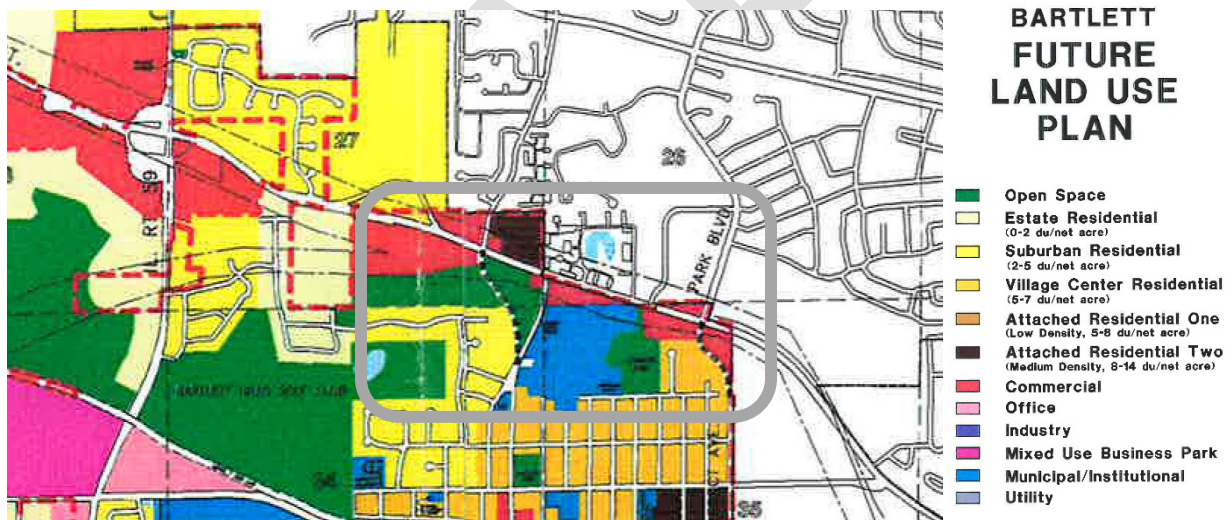 BARTLETT
FUTURE
LAND USE
PLAN
Open Space
Estate Residential
(0-2 du/net acre)
Suburban Residential
(2-5 du/net acre)
Village Center Residential
(5-7 du/net acre)
Attached Residential One
(Low Density, 5-8 du/net acre)
Attached Residential Two
(Medium Density, 8-14 du/net acre)
Commercial
Office
Industry
Mixed Use Business Park
Municipal/Institutional
Utility
27
26
RT 59
PARK BLVD
34
35